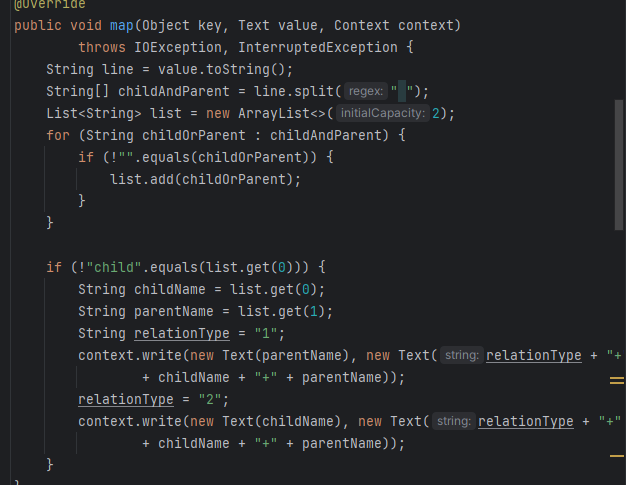 @Override
public void map(Object key, Text value, Context context)
        throws IOException, InterruptedException {
    String line = value.toString();
    String[] childAndParent = line.split( regex: " ");
    List<String> list = new ArrayList<>( initialCapacity: 2);
    for (String childOrParent : childAndParent) {
        if (!"".equals(childOrParent)) {
            list.add(childOrParent);
        }
    }

    if (!"child".equals(list.get(0))) {
        String childName = list.get(0);
        String parentName = list.get(1);
        String relationType = "1";
        context.write(new Text(parentName), new Text( string: relationType + "+
                + childName + "+" + parentName));
        relationType = "2";
        context.write(new Text(childName), new Text( string: relationType + "+"
                + childName + "+" + parentName));
    }
}